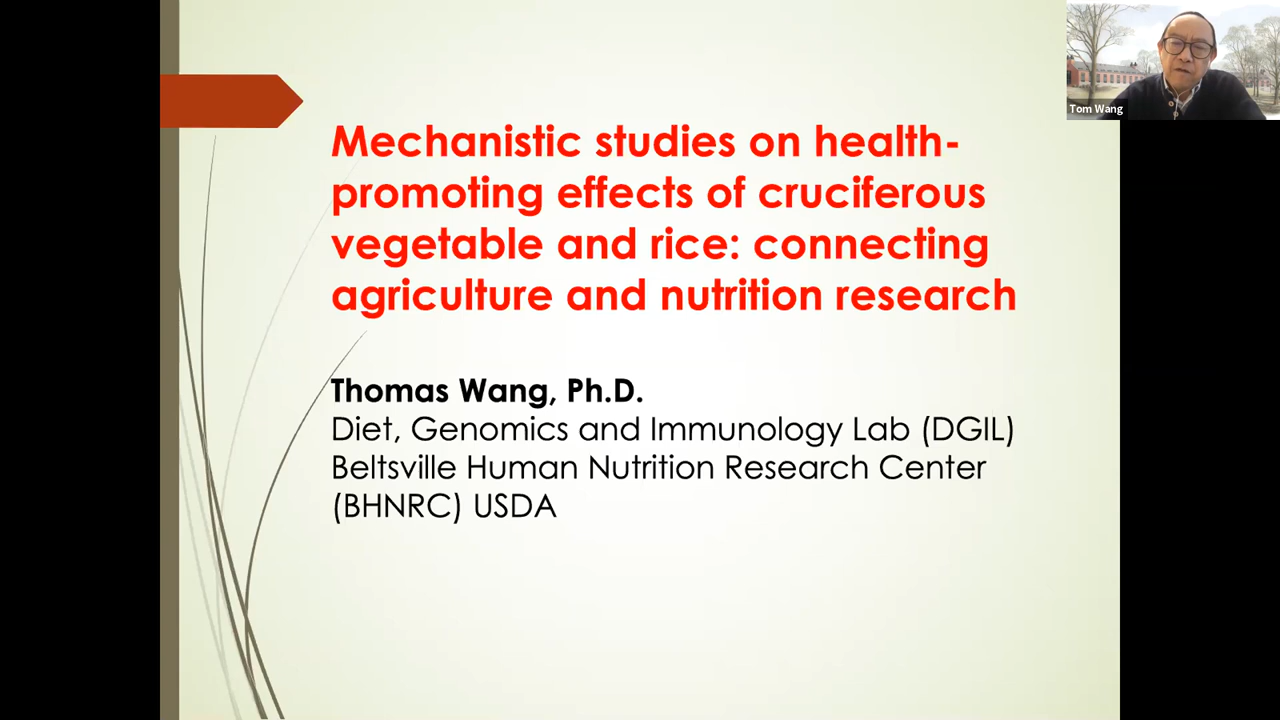 Mechanistic studies on health-
promoting effects of cruciferous
vegetable and rice: connecting
agriculture and nutrition research
Thomas Wang, Ph.D.
Diet, Genomics and Immunology Lab (DGIL)
Beltsville Human Nutrition Research Center
(BHNRC) USDA
Tom Wang